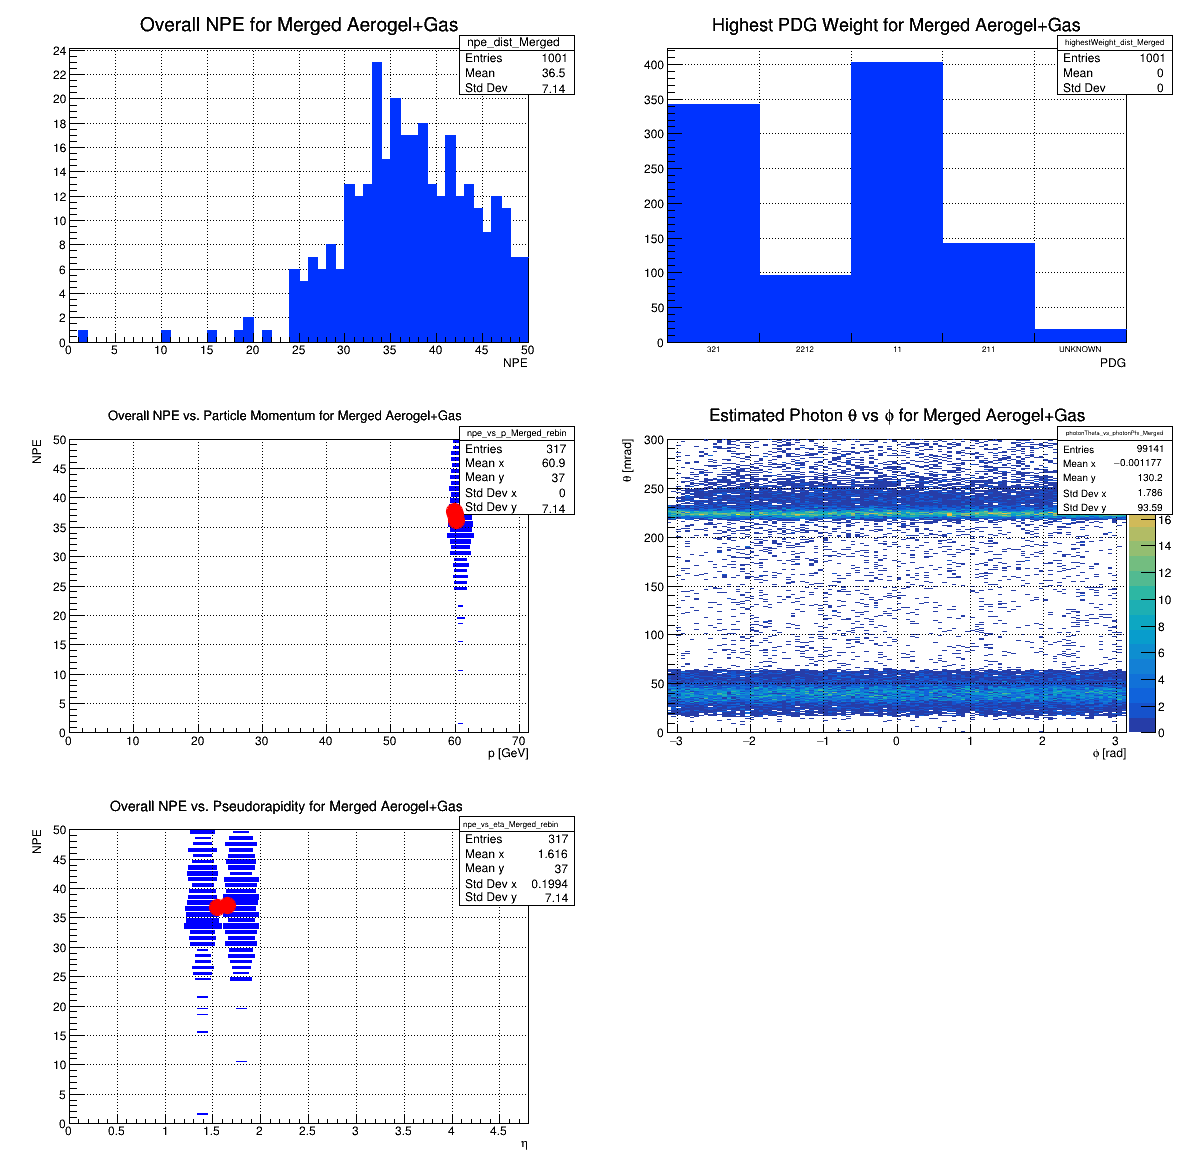 Overall NPE for Merged Aerogel+Gas
npe_dist_Merged
Entries 1001
Mean 36.5
Std Dev 7.14
24
22
20
18
16
14
12
10
8
6
4
2
0
0 5 10 15 20 25 30 35 40 45 50
NPE
Highest PDG Weight for Merged Aerogel+Gas
highestWeight_dist_Merged
Entries 1001
Mean 0
Std Dev 0
400
350
300
250
200
150
100
50
0
321 2212 11 211 UNKNOWN
PDG
Overall NPE vs. Particle Momentum for Merged Aerogel+Gas
npe_vs_p_Merged_rebin
Entries 317
Mean x 60.9
Mean y 37
Std Dev x 0
Std Dev y 7.14
NPE
50
45
40
35
30
25
20
15
10
5
0
0 10 20 30 40 50 60 70
p [GeV]
Estimated Photon θ vs ϕ for Merged Aerogel+Gas
photonTheta_vs_photonPhi_Merged
Entries 99141
Mean x −0.001177
Mean y 130.2
Std Dev x 1.786
Std Dev y 93.59
θ [mrad]
300
250
200
150
100
50
0
−3 −2 −1 0 1 2 3
ϕ [rad]
16
14
12
10
8
6
4
2
0
Overall NPE vs. Pseudorapidity for Merged Aerogel+Gas
npe_vs_eta_Merged_rebin
Entries 317
Mean x 1.616
Mean y 37
Std Dev x 0.1994
Std Dev y 7.14
NPE
50
45
40
35
30
25
20
15
10
5
0
0 0.5 1 1.5 2 2.5 3 3.5 4 4.5
η